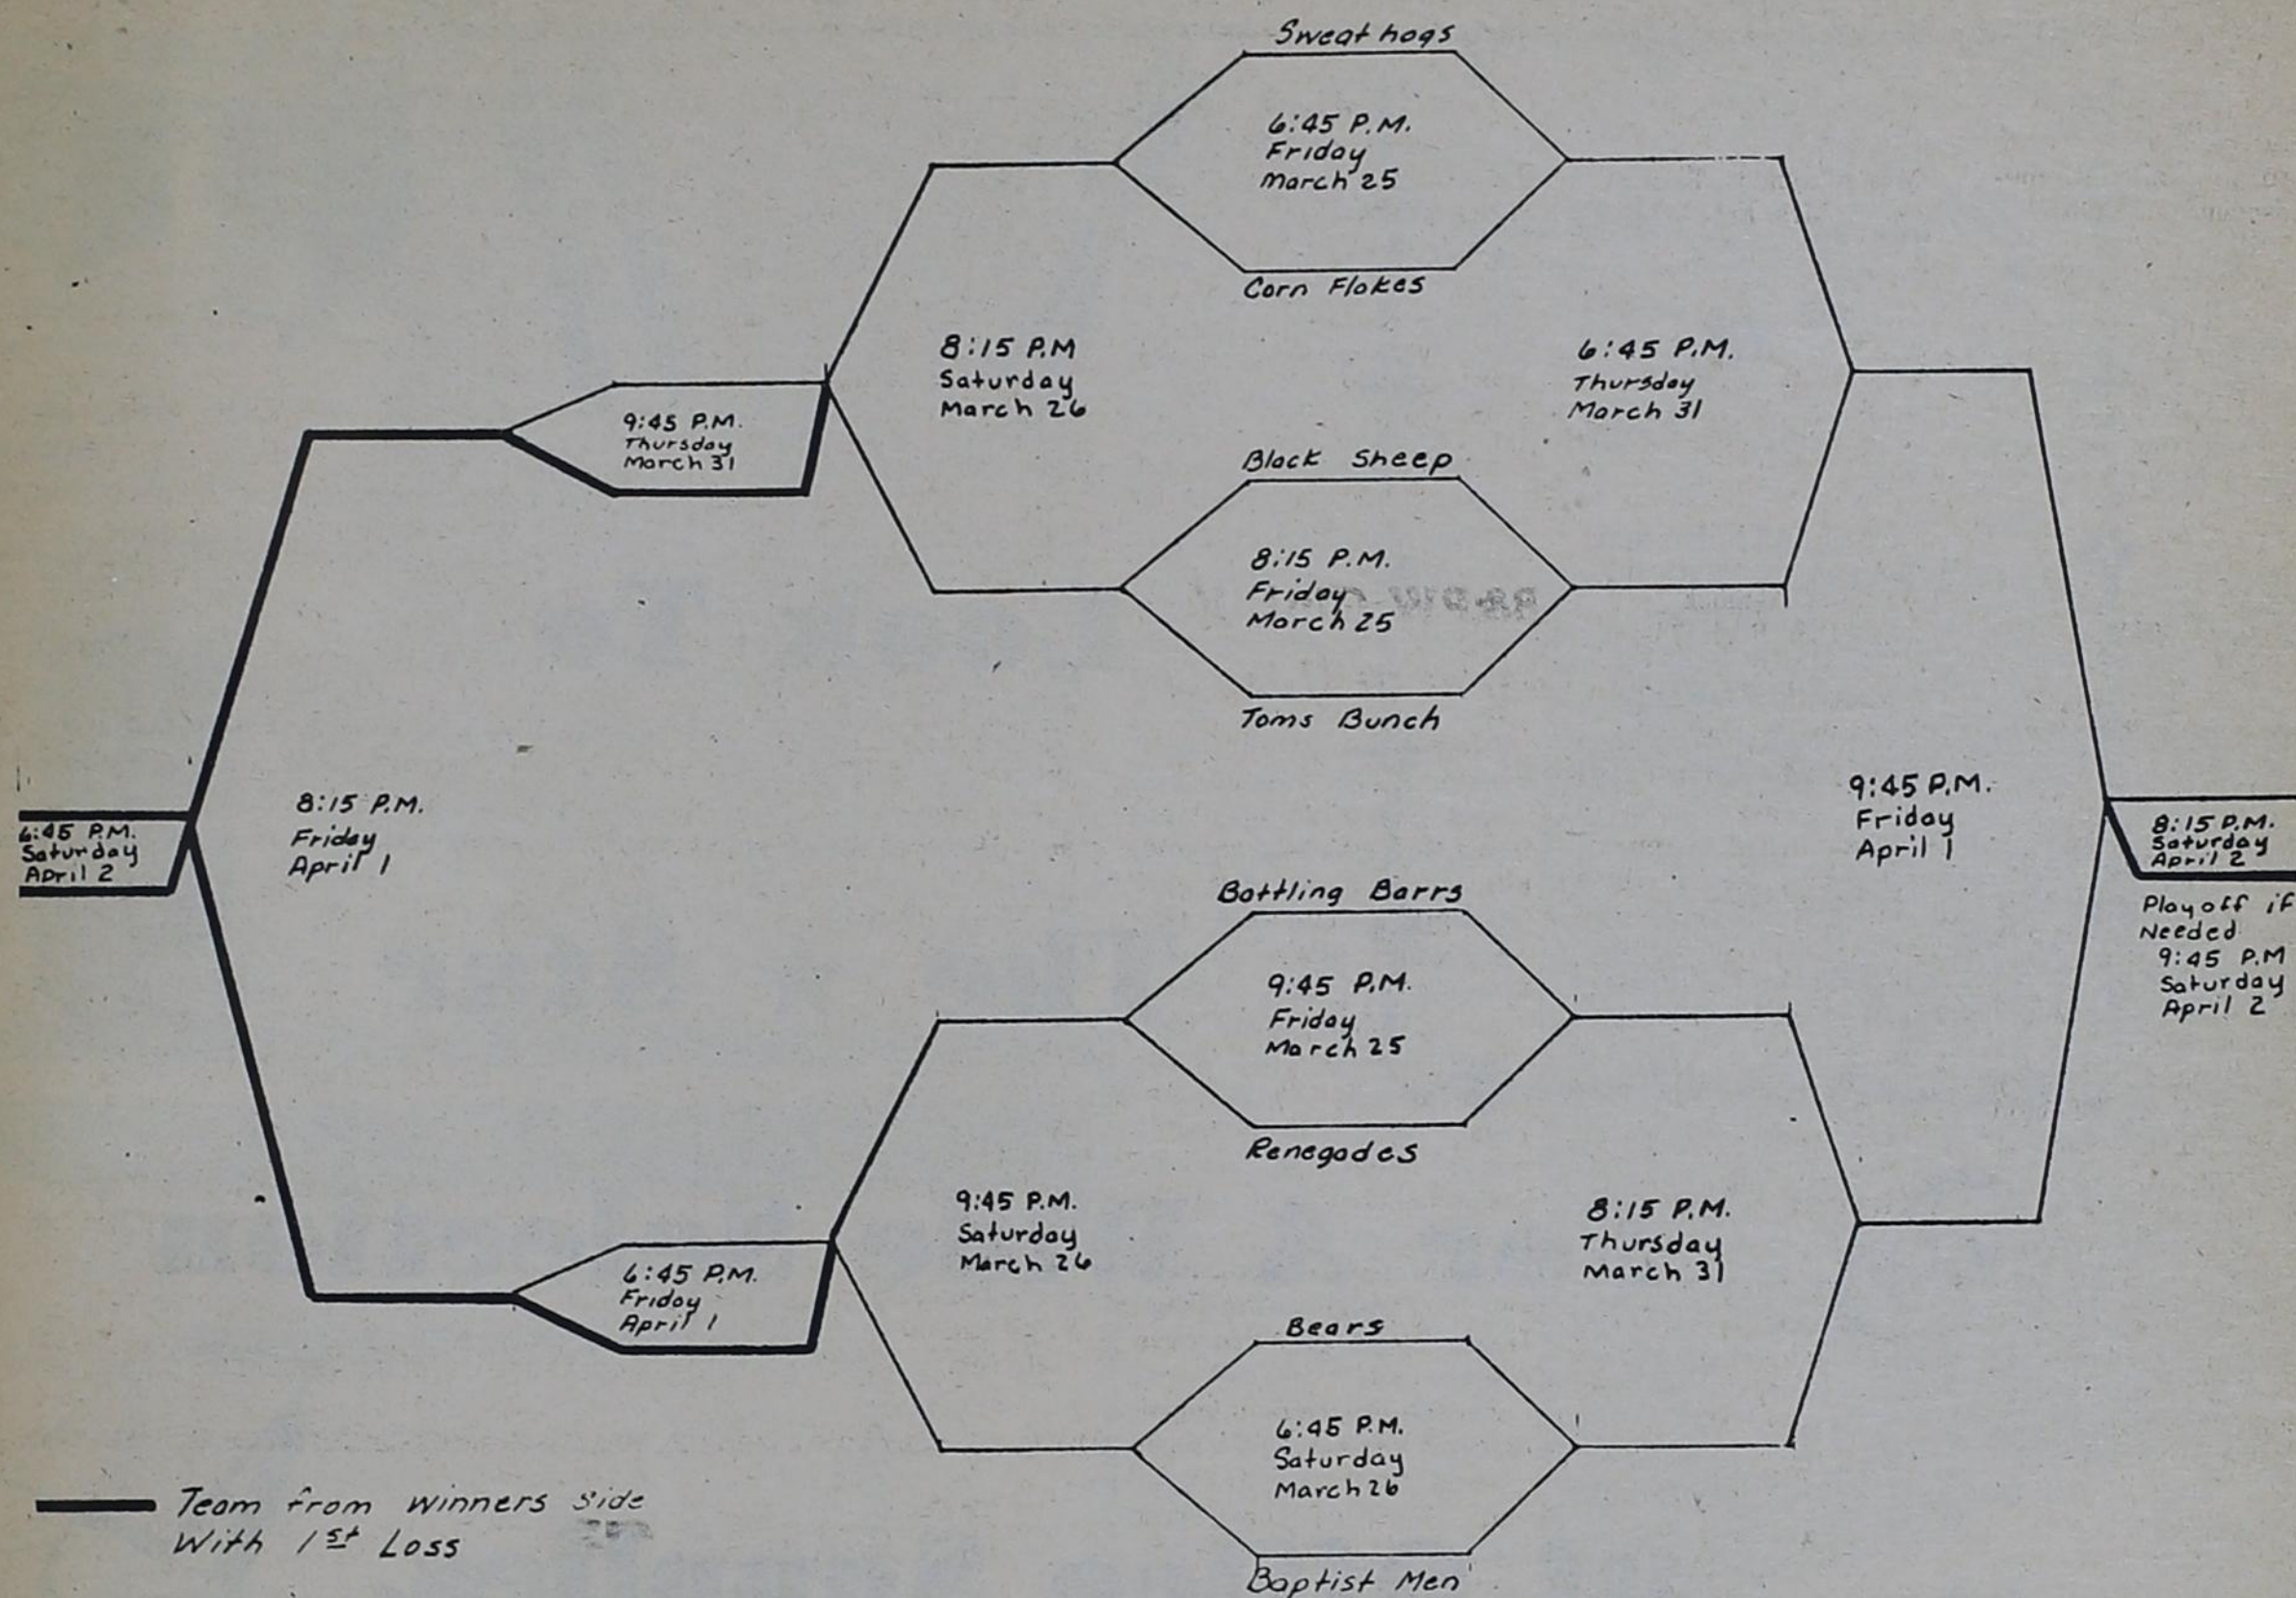 Sweathogs
6:45 P.M.
Friday
March 25
Corn Flakes
8:15 P.M
Saturday
March 26
6:45 P.M.
Thursday
March 31
9:45 P.M.
Thursday
March 31
Black Sheep
8:15 P.M.
Friday
March 25
Toms Bunch
8:15 P.M.
Friday
April 1
6:45 P.M.
Saturday
April 2
9:45 P.M.
Friday
April 1
8:15 P.M.
Saturday
April 2
Playoff if
Needed
9:45 P.M
Saturday
April 2
Battling Barrs
9:45 P.M.
Friday
March 25
Renegades
9:45 P.M.
Saturday
March 26
8:15 P.M.
Thursday
March 31
6:45 P.M.
Friday
April 1
Bears
6:45 P.M.
Saturday
March 26
Baptist Men
Team from winners side
With 1st Loss